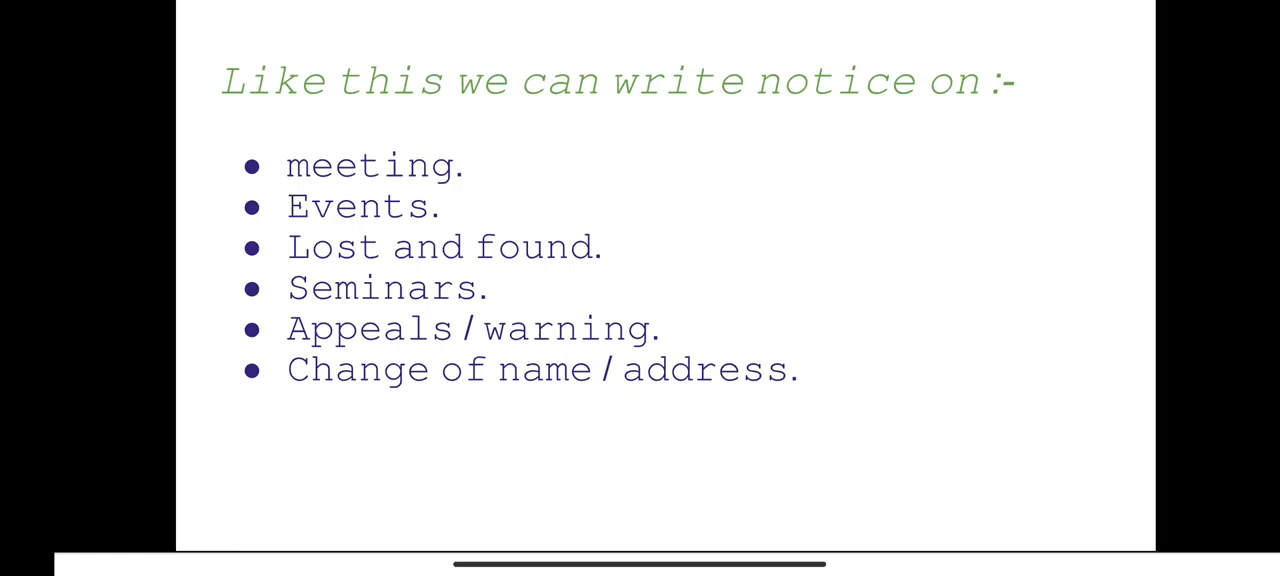 Like this we can write notice on :-
● meeting.
● Events.
● Lost and found.
● Seminars.
● Appeals / warning.
● Change of name / address.